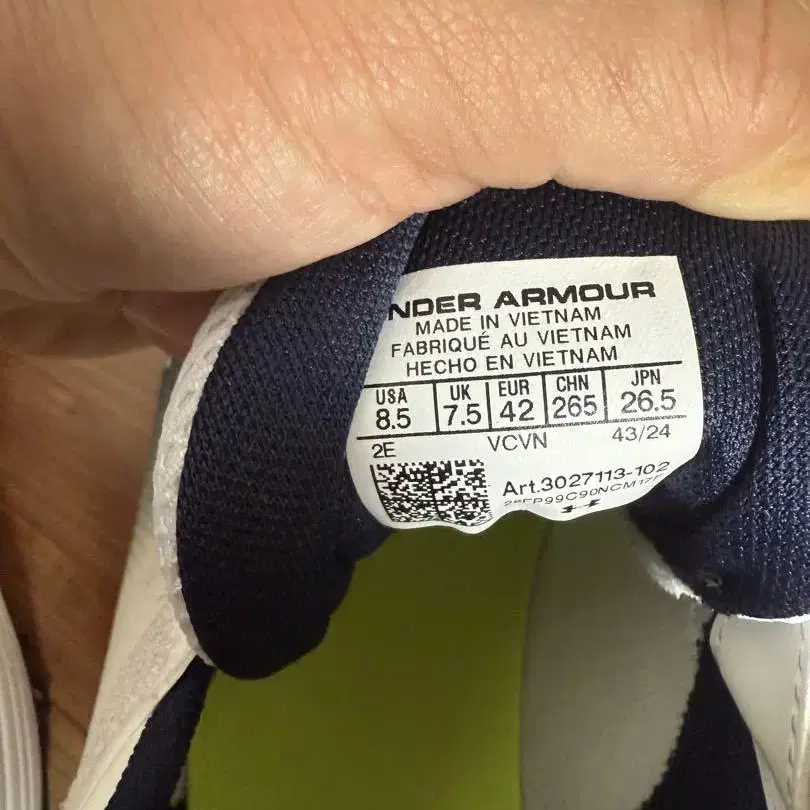 NDER ARMOUR
MADE IN VIETNAM
FABRIQUÉ AU VIETNAM
HECHO EN VIETNAM
USA UK EUR CHN JPN
8.5 7.5 42 265 26.5
2E VCVN 43/24
Art.3027113-102